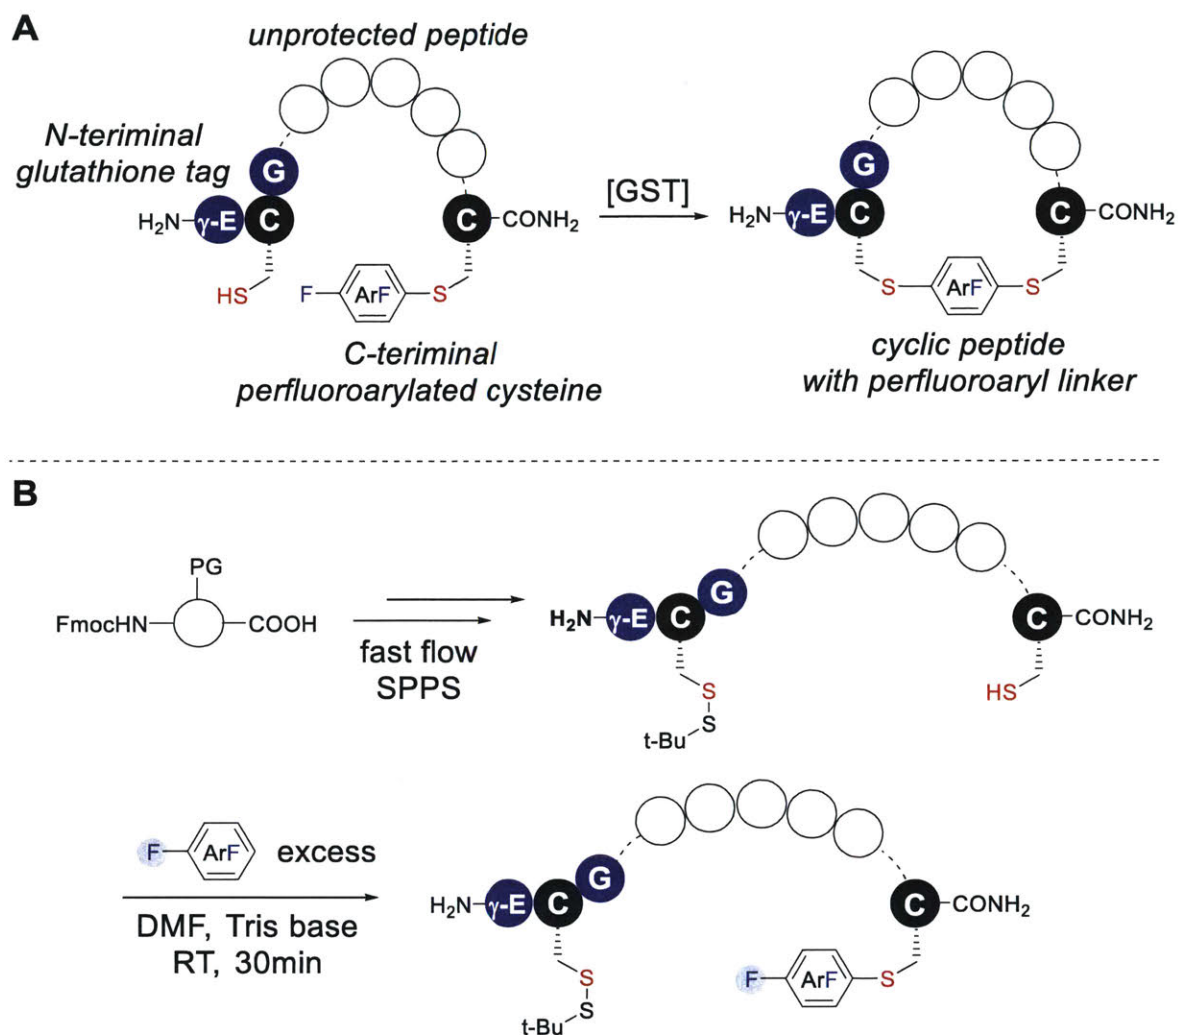 A
unprotected peptide
N-teriminal
glutathione tag
G
H₂N
γ-E
C
C
CONH₂
HS
F
ArF
S
C-teriminal
perfluoroarylated cysteine
[GST]
G
H₂N
γ-E
C
C
CONH₂
S
ArF
S
cyclic peptide
with perfluoroaryl linker
B
PG
FmocHN
COOH
fast flow
SPPS
H₂N
γ-E
C
G
C
CONH₂
S
S
t-Bu
HS
F
ArF
excess
DMF, Tris base
RT, 30min
H₂N
γ-E
C
G
C
CONH₂
S
S
t-Bu
F
ArF
S